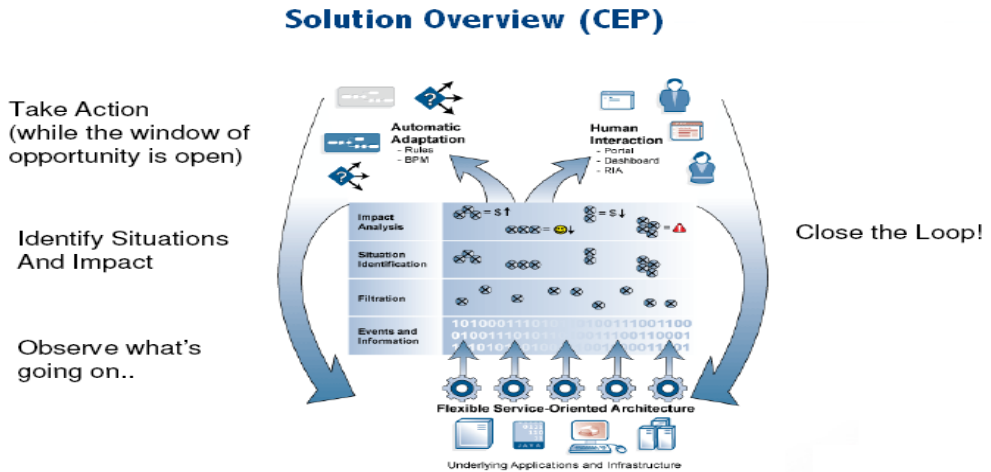 Solution Overview (CEP)
Take Action
(while the window of
opportunity is open)
Automatic
Adaptation
- Rules
- BPM
Human
Interaction
- Portal
- Dashboard
- RIA
Identify Situations
And Impact
Impact
Analysis
= $
=
= $
=
Situation
Identification
Close the Loop!
Filtration
Observe what's
going on..
Events and
Information
Flexible Service-Oriented Architecture
JAVA
Underlying Applications and Infrastructure